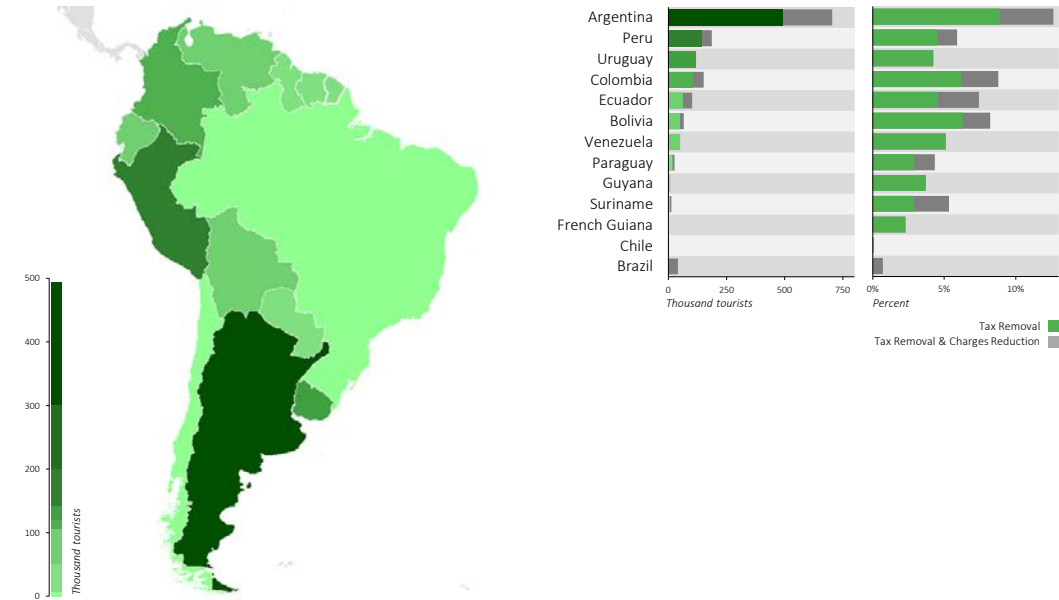 Argentina
Peru
Uruguay
Colombia
Ecuador
Bolivia
Venezuela
Paraguay
Guyana
Suriname
French Guiana
Chile
Brazil
0 250 500 750
Thousand tourists
0% 5% 10%
Percent
Tax Removal
Tax Removal & Charges Reduction
500
400
300
200
100
0
Thousand tourists